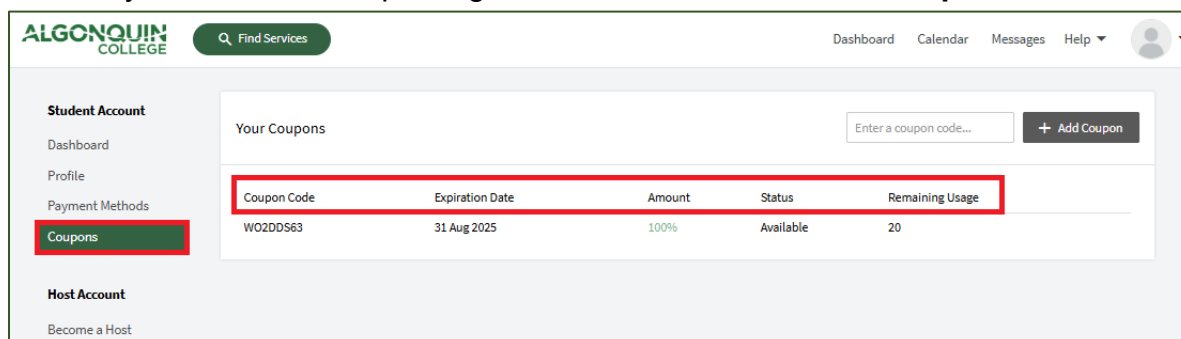 ALGONQUIN
COLLEGE
Find Services
Dashboard Calendar Messages Help
Student Account
Dashboard
Profile
Payment Methods
Coupons
Host Account
Become a Host
Your Coupons
Enter a coupon code...
+ Add Coupon
Coupon Code Expiration Date Amount Status Remaining Usage
WO2DDS63 31 Aug 2025 100% Available 20